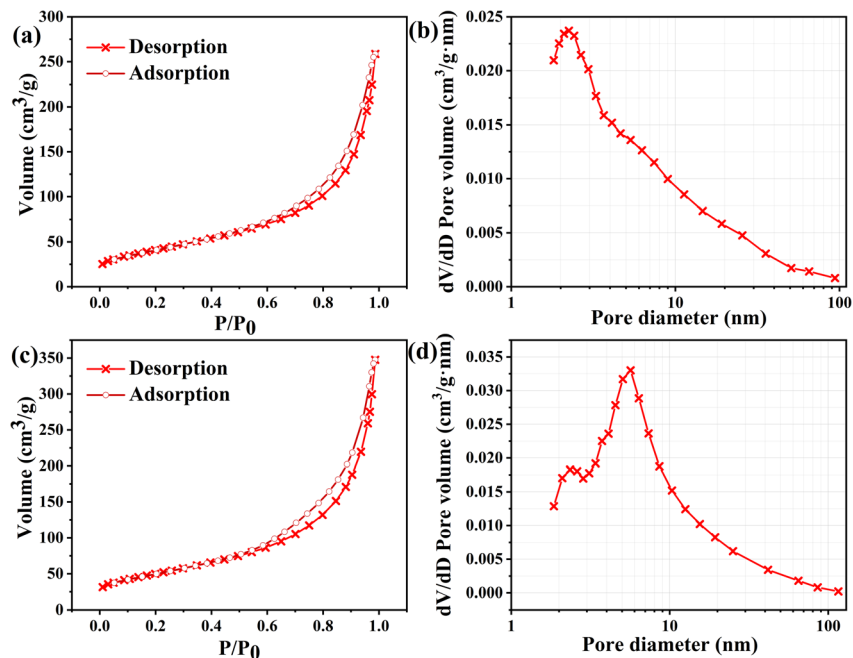 (a)
Desorption
Adsorption
300
250
200
150
100
50
0
Volume (cm³/g)
0.0 0.2 0.4 0.6 0.8 1.0
P/P₀
(b)
0.025
0.020
0.015
0.010
0.005
0.000
dV/dD Pore volume (cm³/g·nm)
1 10 100
Pore diameter (nm)
(c)
Desorption
Adsorption
350
300
250
200
150
100
50
0
Volume (cm³/g)
0.0 0.2 0.4 0.6 0.8 1.0
P/P₀
(d)
0.035
0.030
0.025
0.020
0.015
0.010
0.005
0.000
dV/dD Pore volume (cm³/g·nm)
1 10 100
Pore diameter (nm)